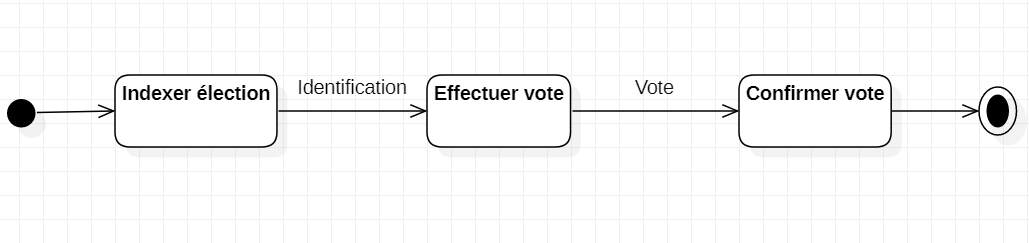 Indexer élection
Identification
Effectuer vote
Vote
Confirmer vote